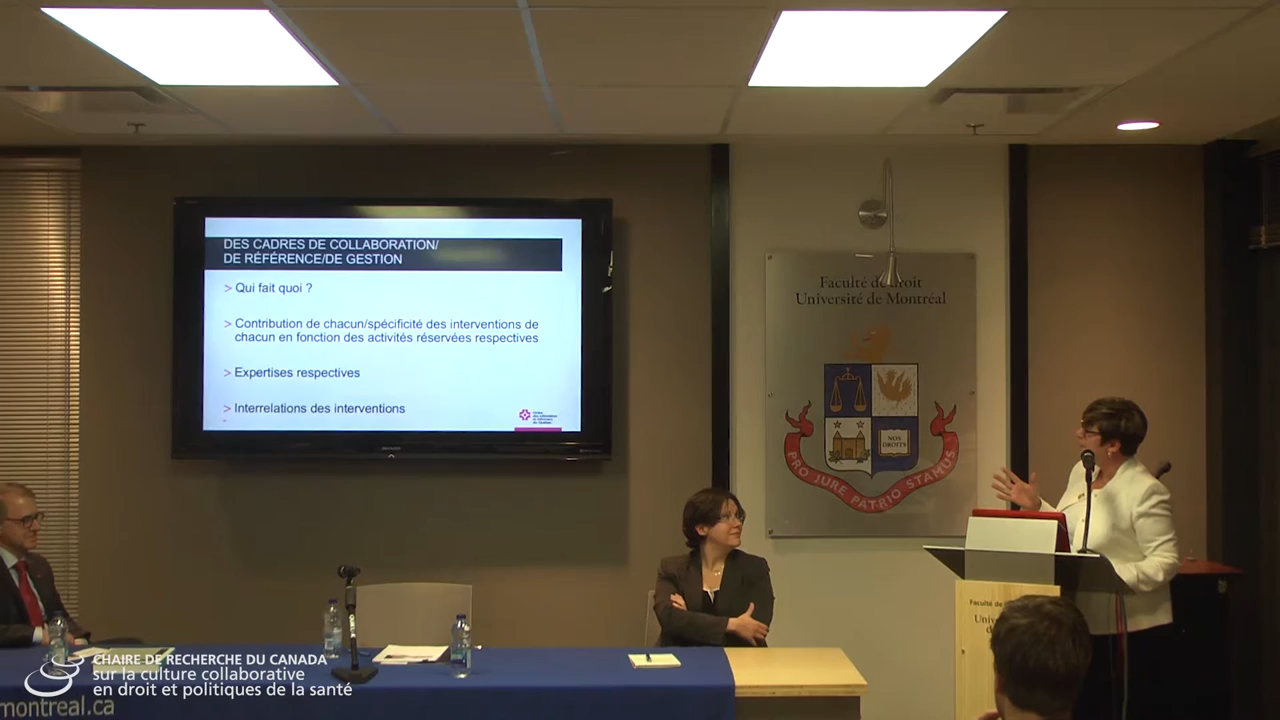 DES CADRES DE COLLABORATION/
DE RÉFÉRENCE/DE GESTION
> Qui fait quoi ?
> Contribution de chacun/spécificité des interventions de
chacun en fonction des activités réservées respectives
> Expertises respectives
> Interrelations des interventions
Faculté de droit
Université de Montréal
NOS
DROITS
PRO JURE PATRIO STAMUS
Faculté de
CHAIRE DE RECHERCHE DU CANADA
sur la culture collaborative
en droit et politiques de la santé
montreal.ca